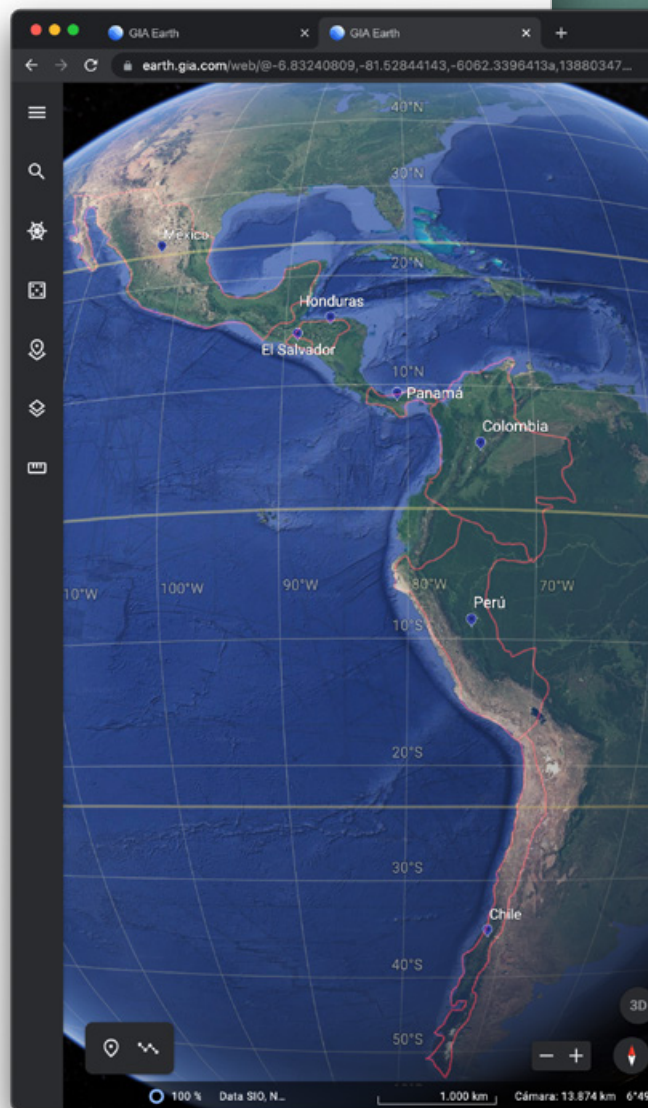 GIA Earth
GIA Earth
earth.gia.com/web/@-6.83240809,-81.52844143,-6062.3396413a,13880347...
40°N
30°N
México
20°N
Honduras
El Salvador
10°N
Panamá
Colombia
10°W
100°W
90°W
80°W
70°W
Perú
10°S
20°S
30°S
Chile
40°S
3D
50°S
100 %
Data SIO, N...
1.000 km
Cámara: 13.874 km
6°49